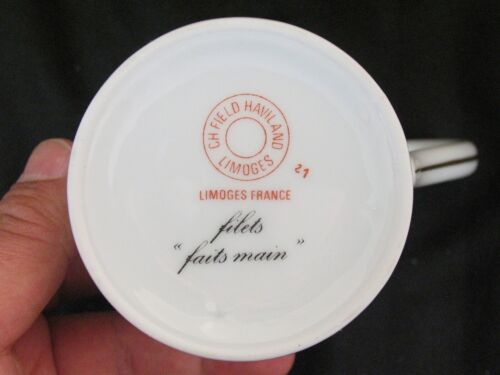 CH FIELD HAVILAND
LIMOGES
21
LIMOGES FRANCE
filets
"faits main"